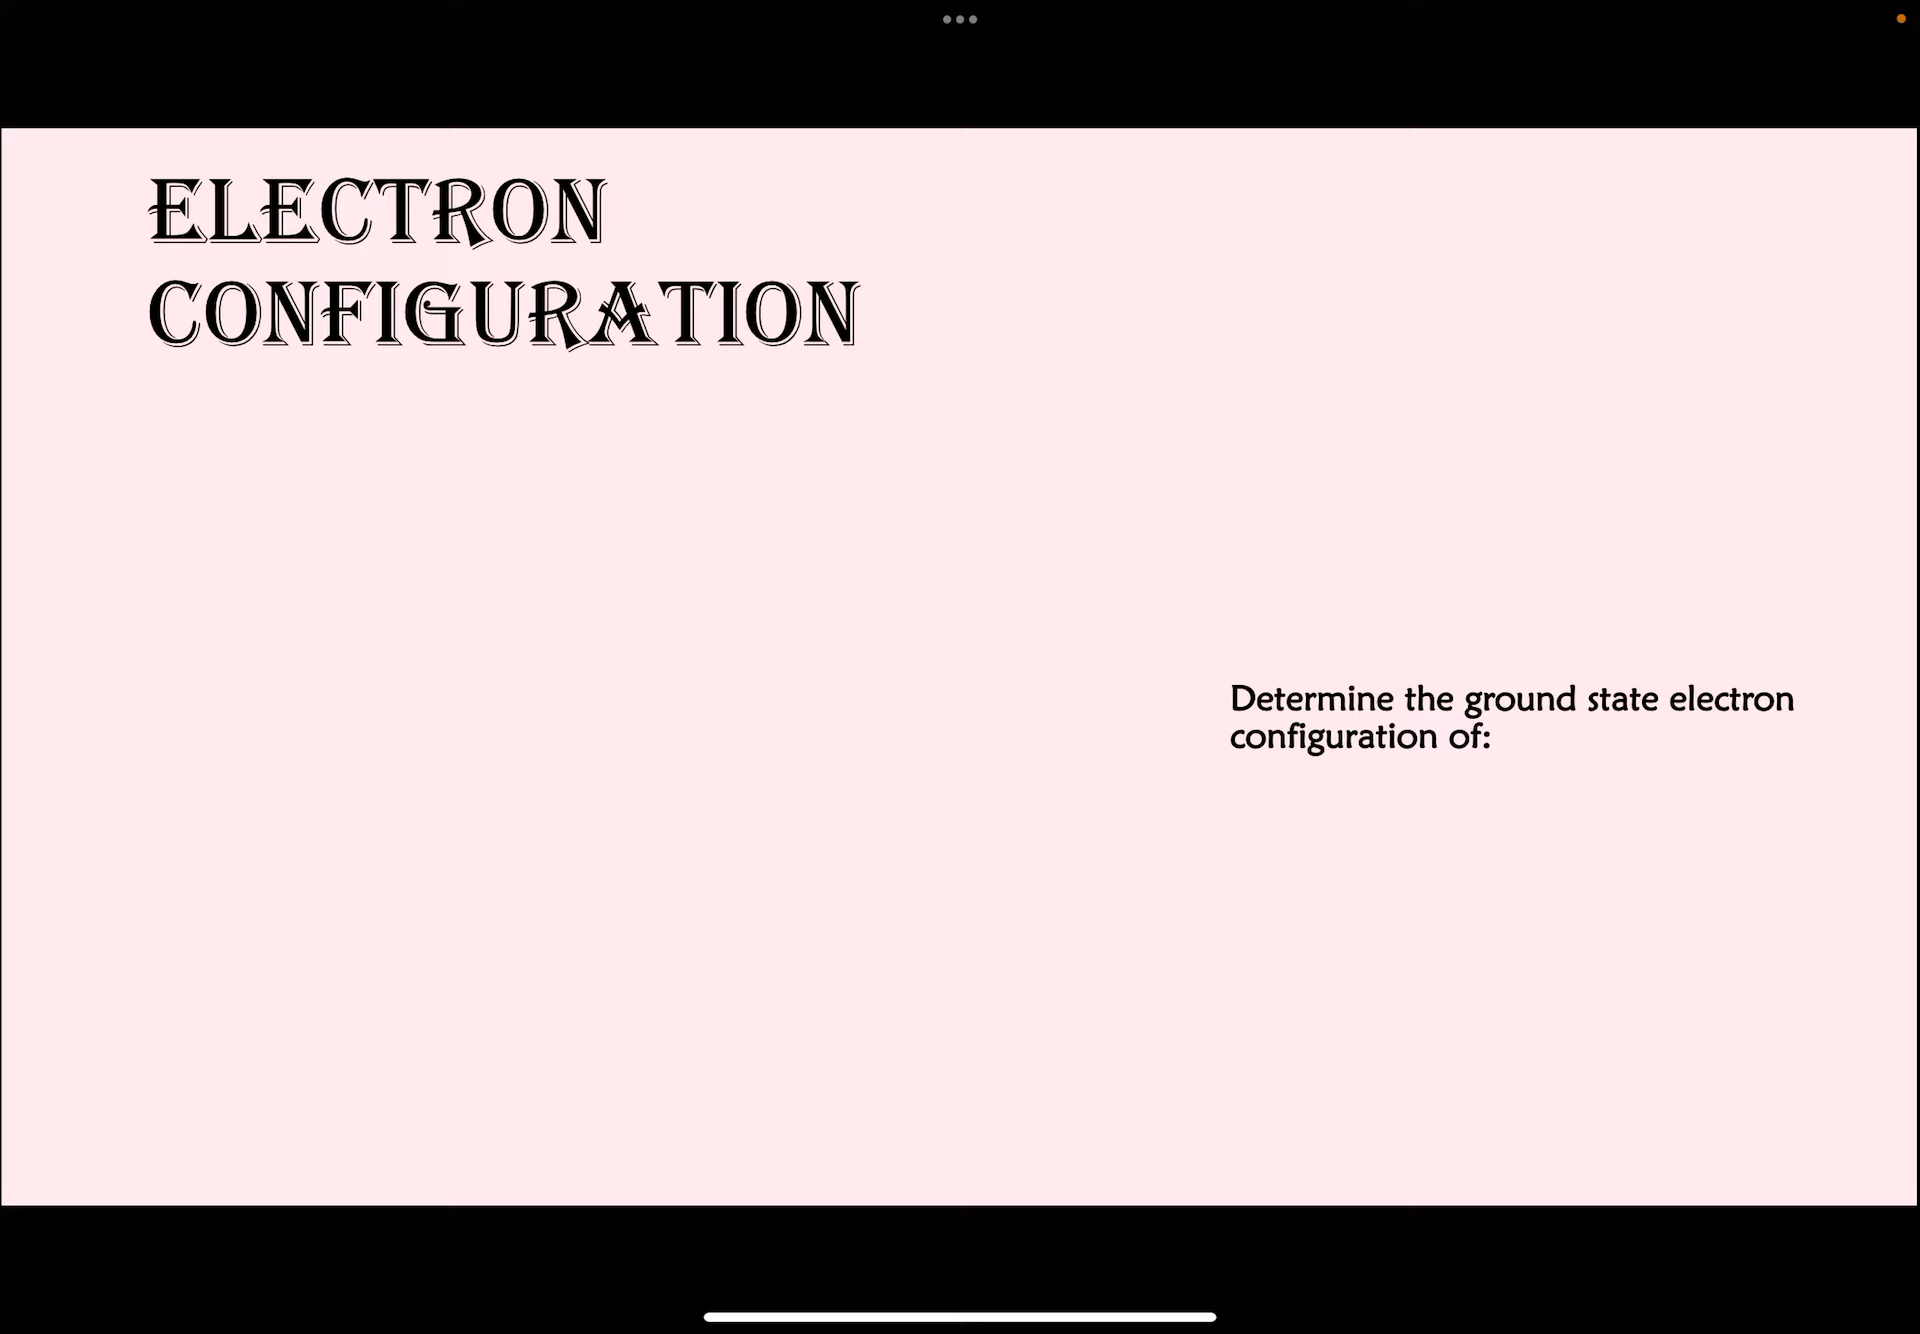 ELECTRON
CONFIGURATION
Determine the ground state electron
configuration of: